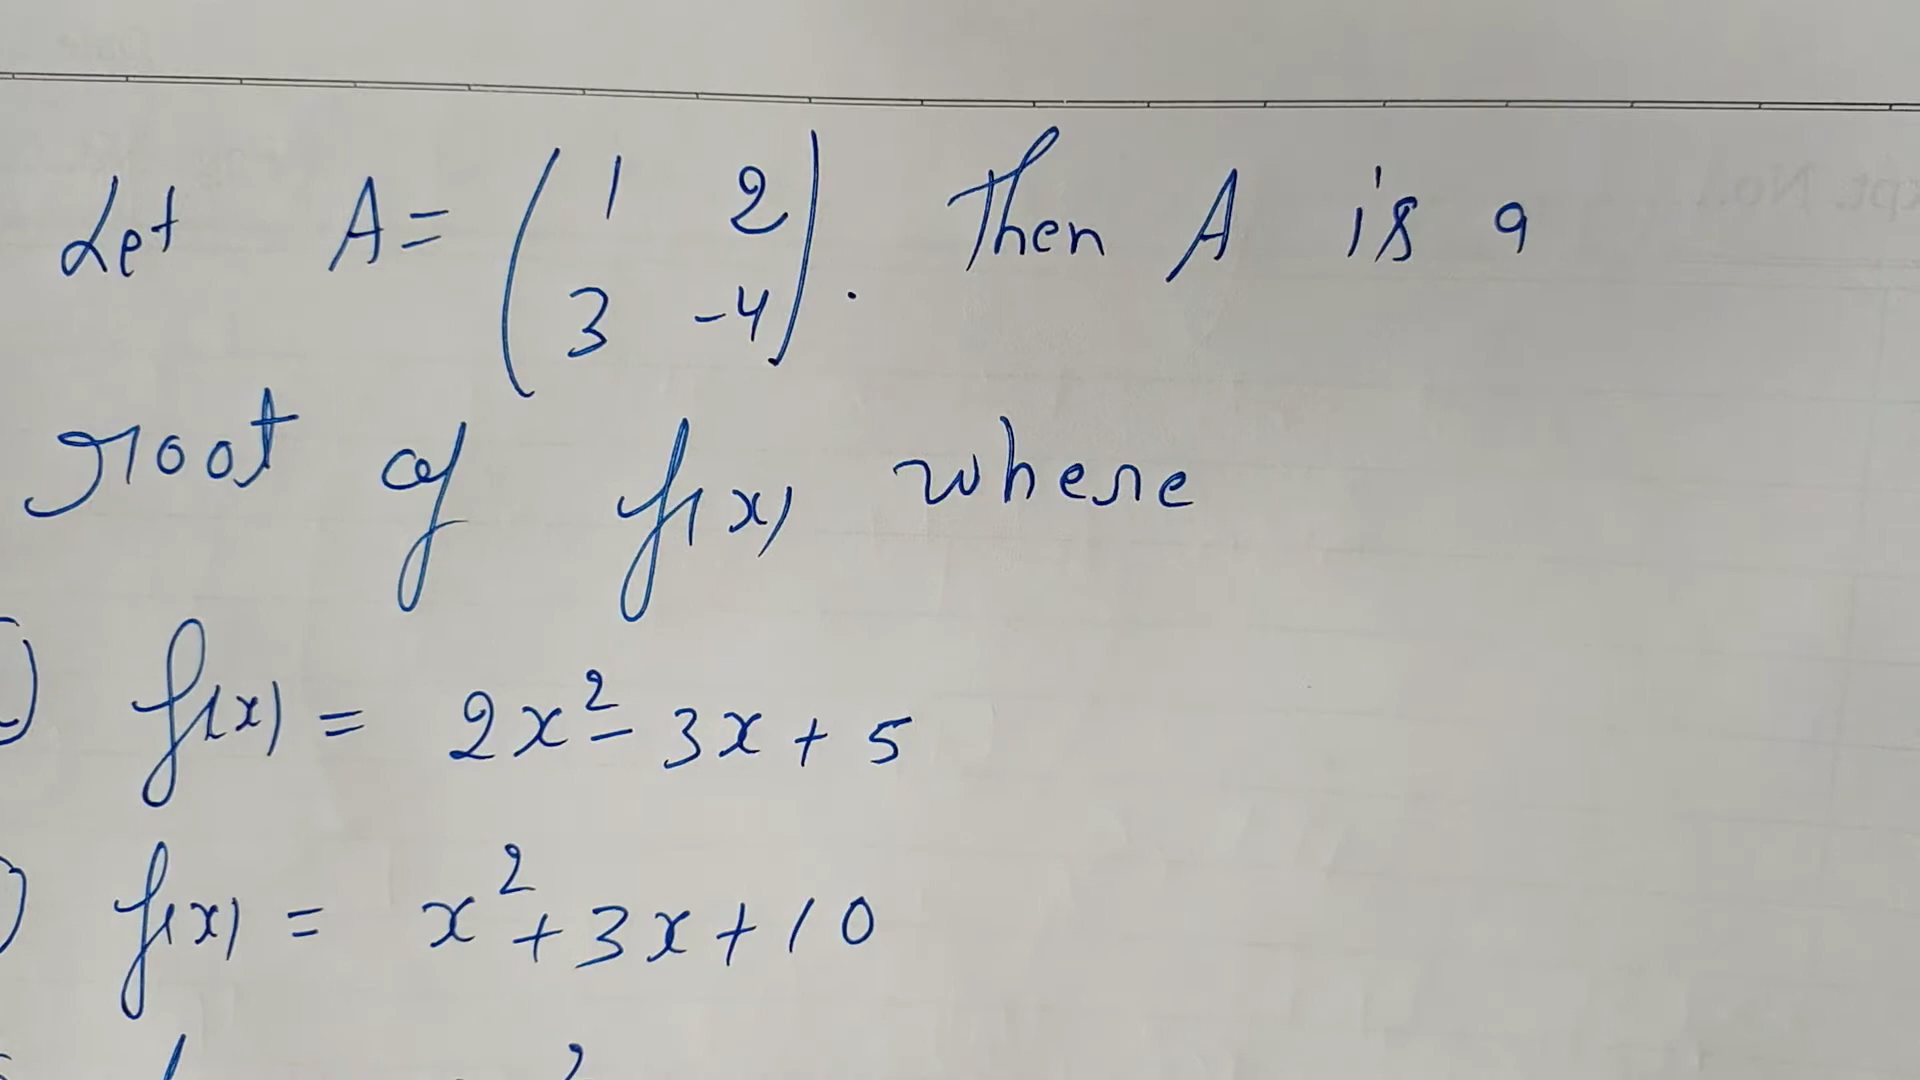 Let A = ( 1 2
3 -4 ). Then A is a
root of f(x) where
) f(x) = 2x² - 3x + 5
) f(x) = x² + 3x + 10